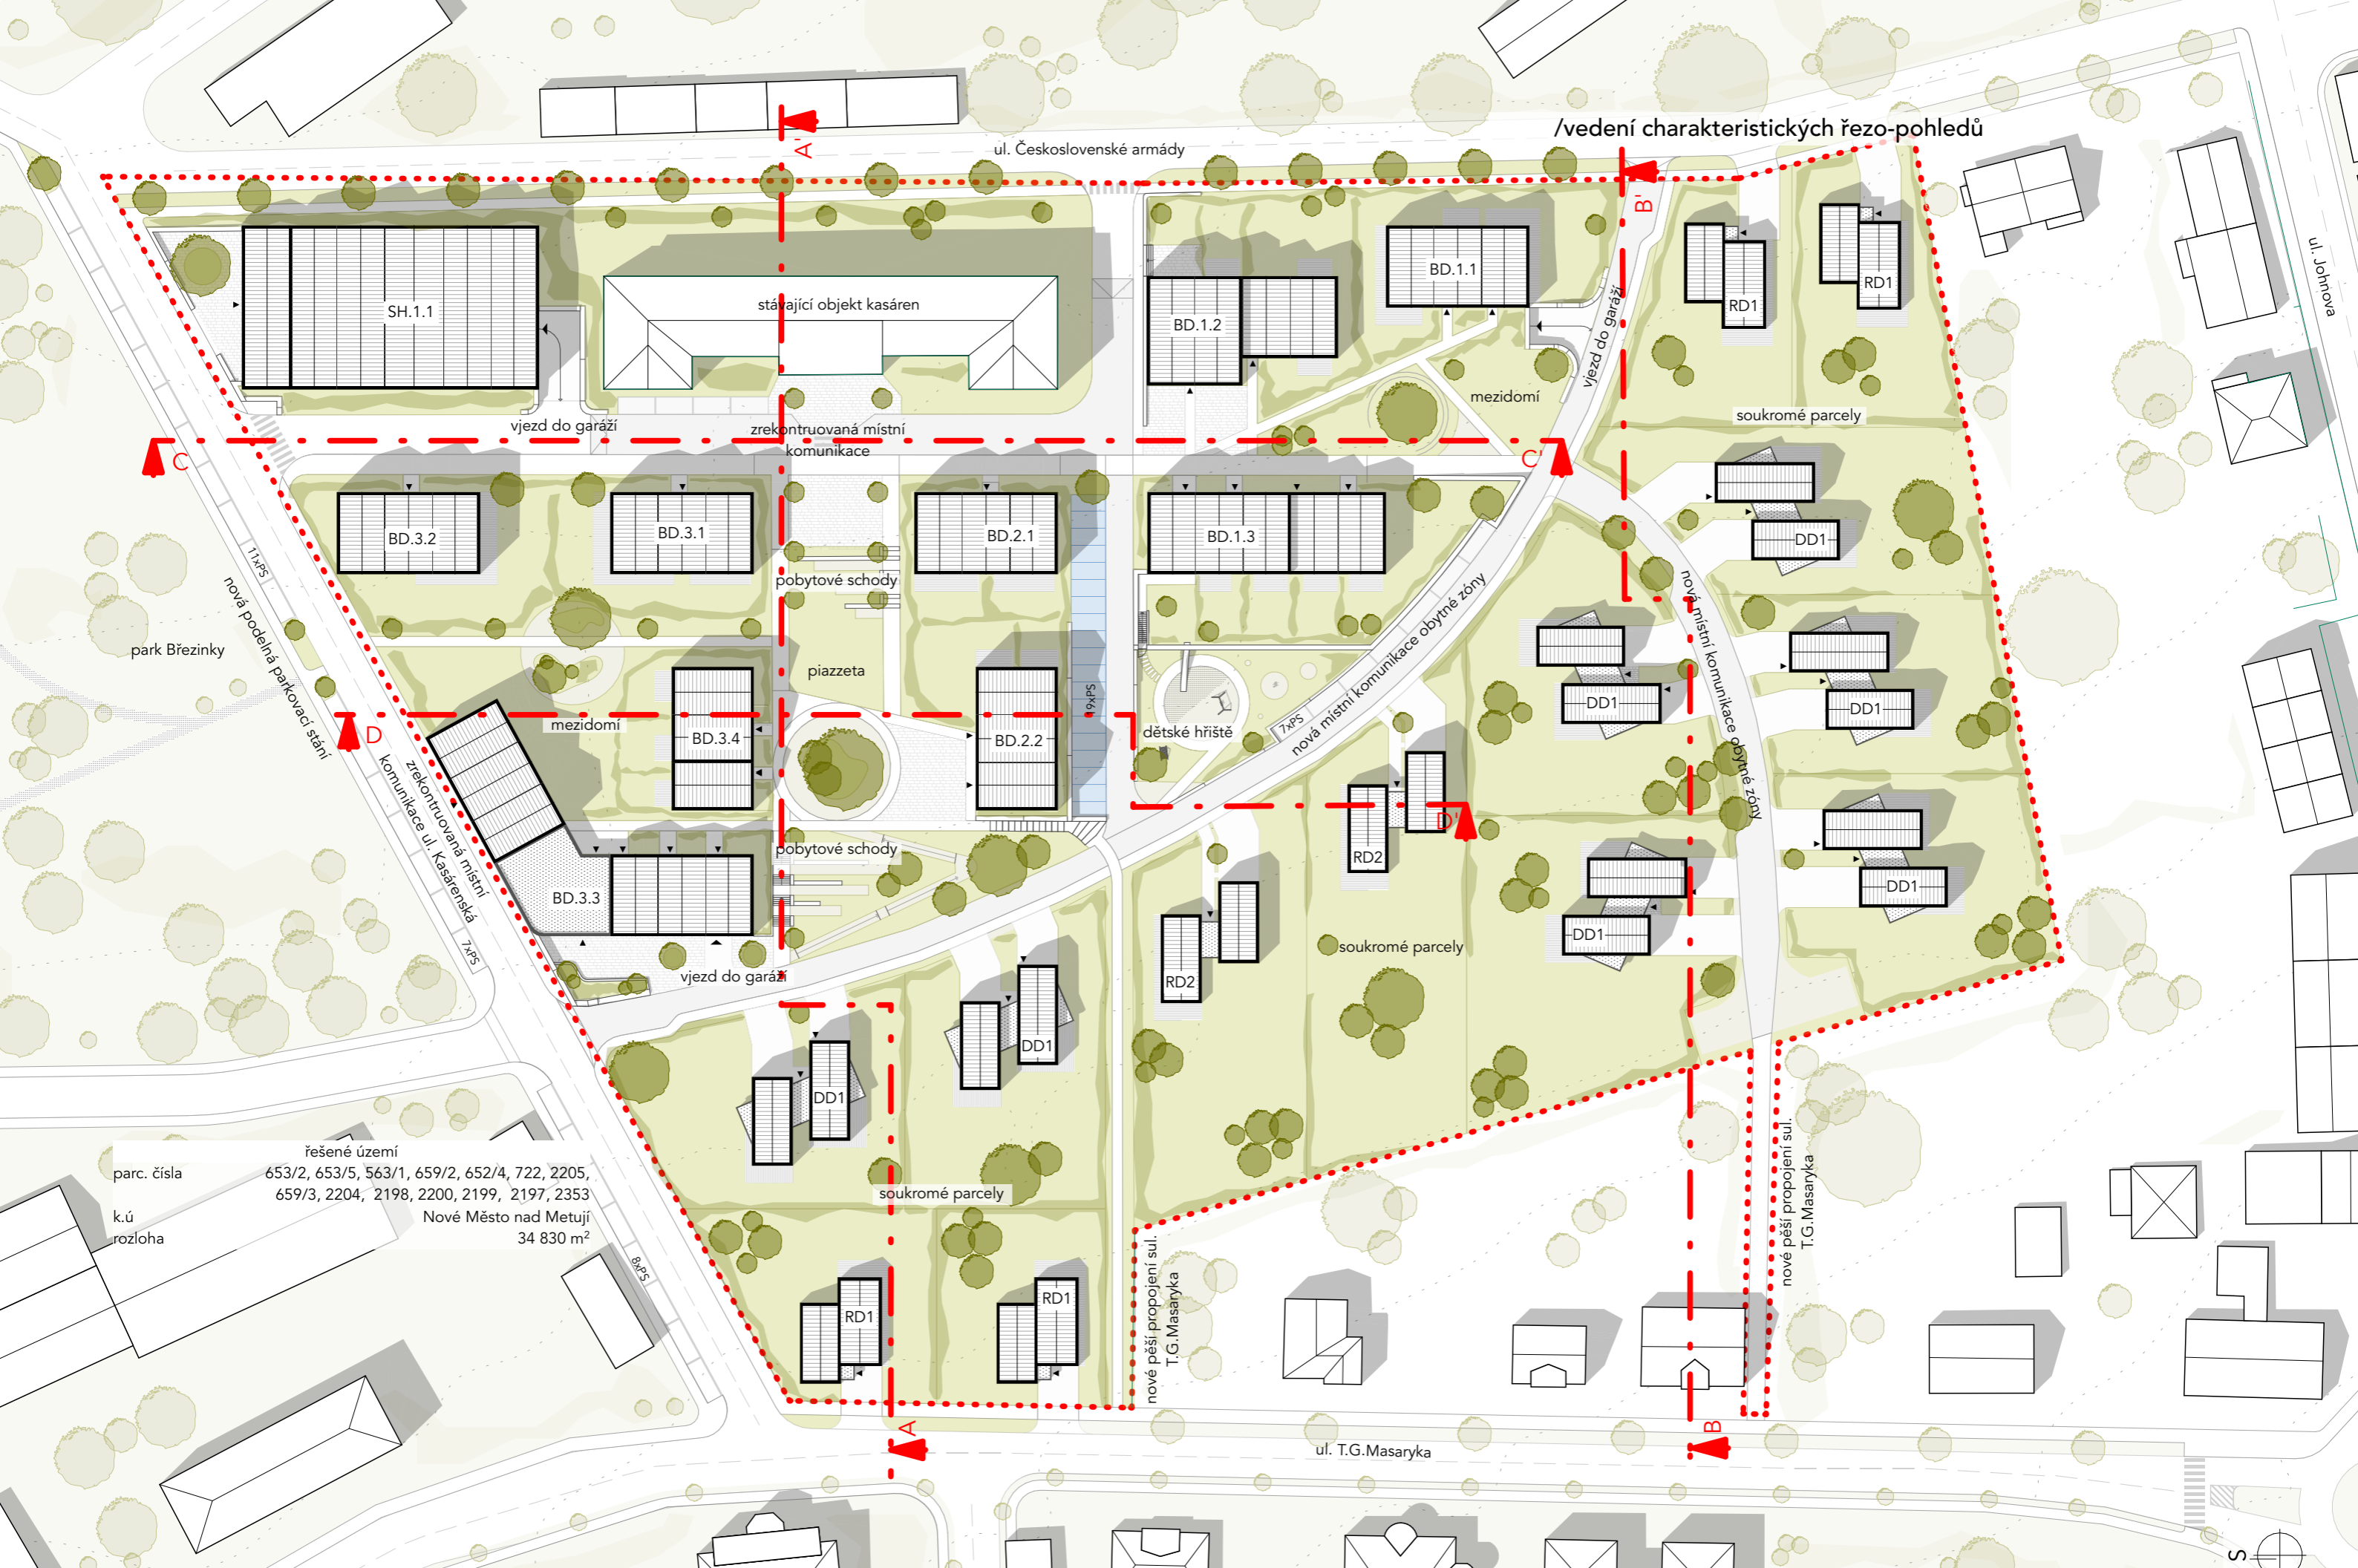 /vedení charakteristických řezo-pohledů
A'
ul. Československé armády
B'
ul. Johnova
SH.1.1
stávající objekt kasáren
BD.1.2
BD.1.1
vjezd do garáží
RD1
RD1
mezidomí
soukromé parcely
vjezd do garáží
zrekontruovaná místní
komunikace
C
C'
BD.3.2
BD.3.1
BD.2.1
BD.1.3
DD1
11xPS
nová podelná parkovací stání
pobytové schody
nová místní komunikace obytné zóny
nová místní komunikace obytné zóny
park Březinky
piazzeta
19xPS
DD1
DD1
D
mezidomí
BD.3.4
BD.2.2
dětské hřiště
7xPS
zrekontruovaná místní
komunikace ul. Kasárenská
D'
pobytové schody
RD2
DD1
BD.3.3
DD1
7xPS
vjezd do garáží
soukromé parcely
RD2
DD1
DD1
řešené území
parc. čísla 653/2, 653/5, 563/1, 659/2, 652/4, 722, 2205,
659/3, 2204, 2198, 2200, 2199, 2197, 2353
k.ú Nové Město nad Metují
rozloha 34 830 m²
soukromé parcely
nové pěší propojení sul.
T.G.Masaryka
nové pěší propojení sul.
T.G.Masaryka
8xPS
RD1
RD1
A
B
ul. T.G.Masaryka
S